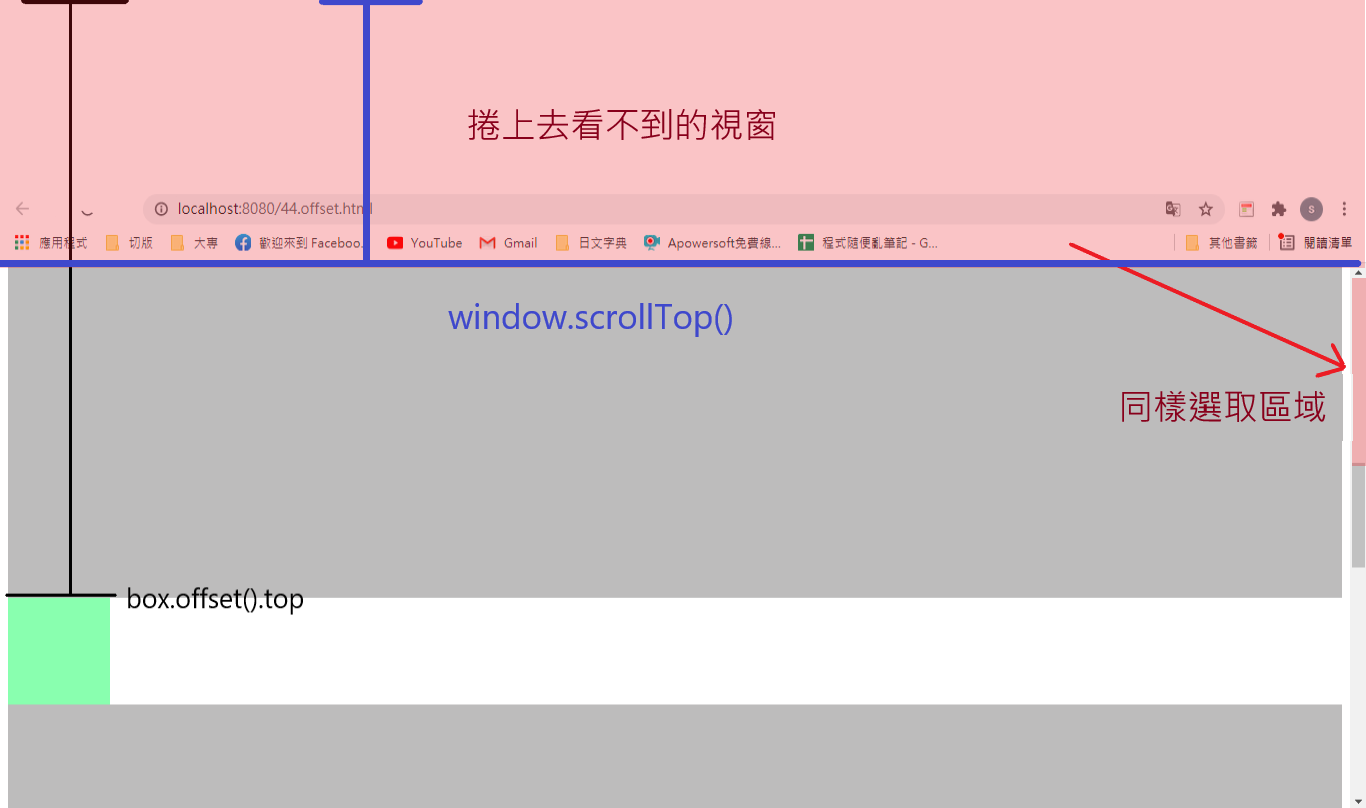 捲上去看不到的視窗
localhost:8080/44.offset.html
S
應用程式 切版 大專 歡迎來到 Faceboo... YouTube Gmail 日文字典 Apowersoft免費線... 程式隨便亂筆記 - G... 其他書籤 閱讀清單
window.scrollTop()
同樣選取區域
box.offset().top